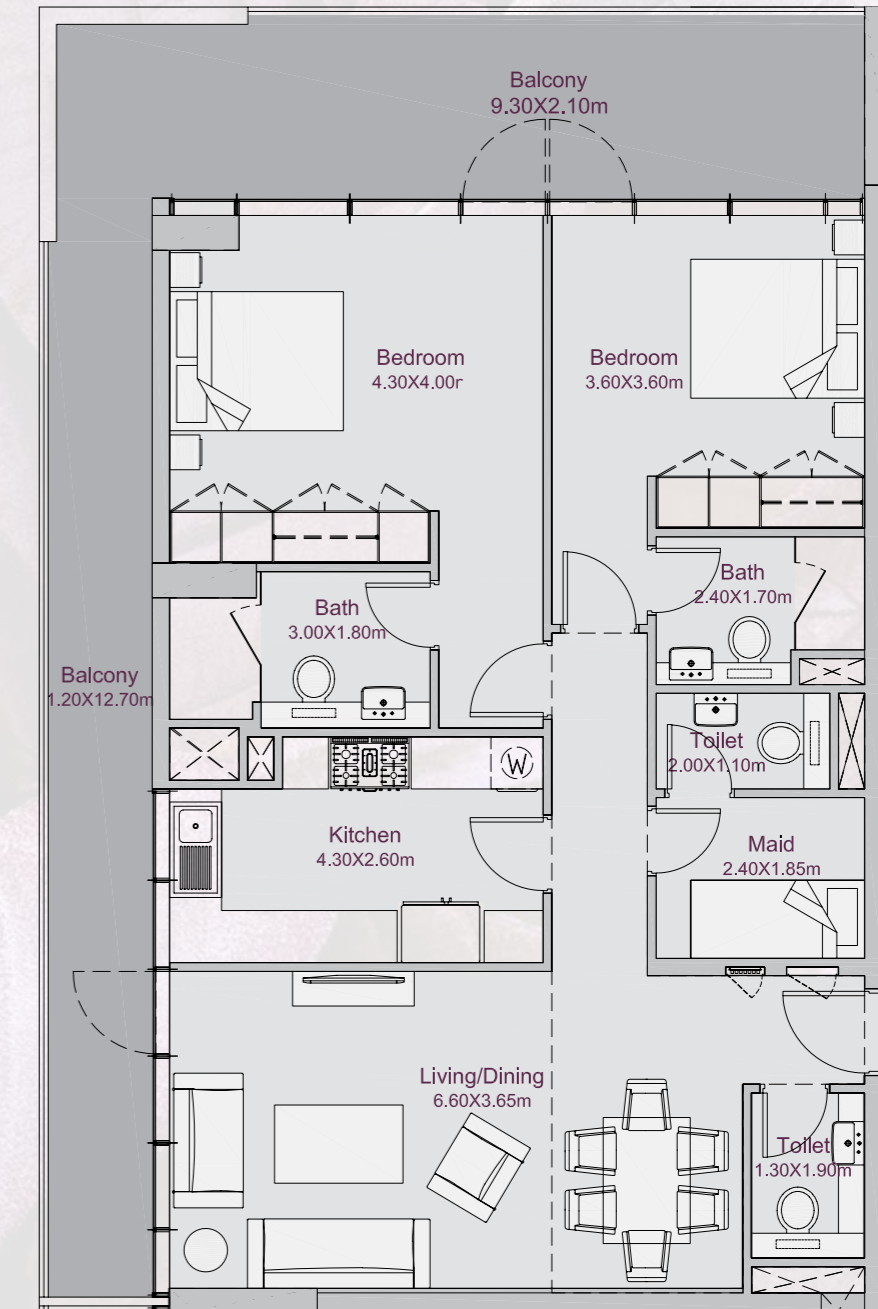 Balcony
9.30X2.10m
Bedroom
4.30X4.00r
Bedroom
3.60X3.60m
Bath
2.40X1.70m
Bath
3.00X1.80m
Balcony
1.20X12.70m
Toilet
2.00X1.10m
W
Kitchen
4.30X2.60m
Maid
2.40X1.85m
Living/Dining
6.60X3.65m
Toilet
1.30X1.90m